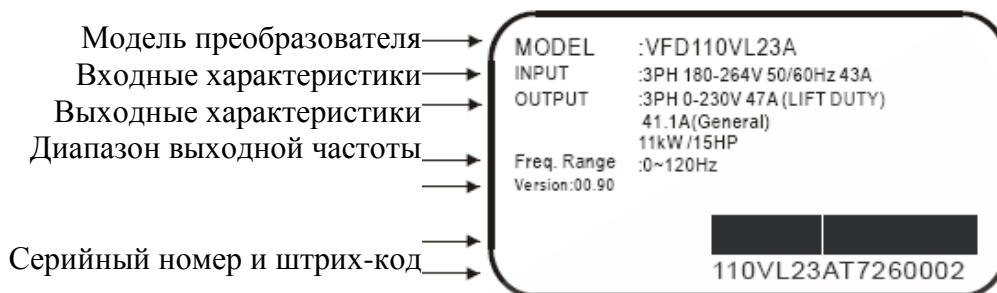 Модель преобразователя
Входные характеристики
Выходные характеристики
Диапазон выходной частоты
Серийный номер и штрих-код
MODEL :VFD110VL23A
INPUT :3PH 180-264V 50/60Hz 43A
OUTPUT :3PH 0-230V 47A (LIFT DUTY)
41.1A(General)
11kW /15HP
Freq. Range :0~120Hz
Version:00.90
110VL23AT7260002